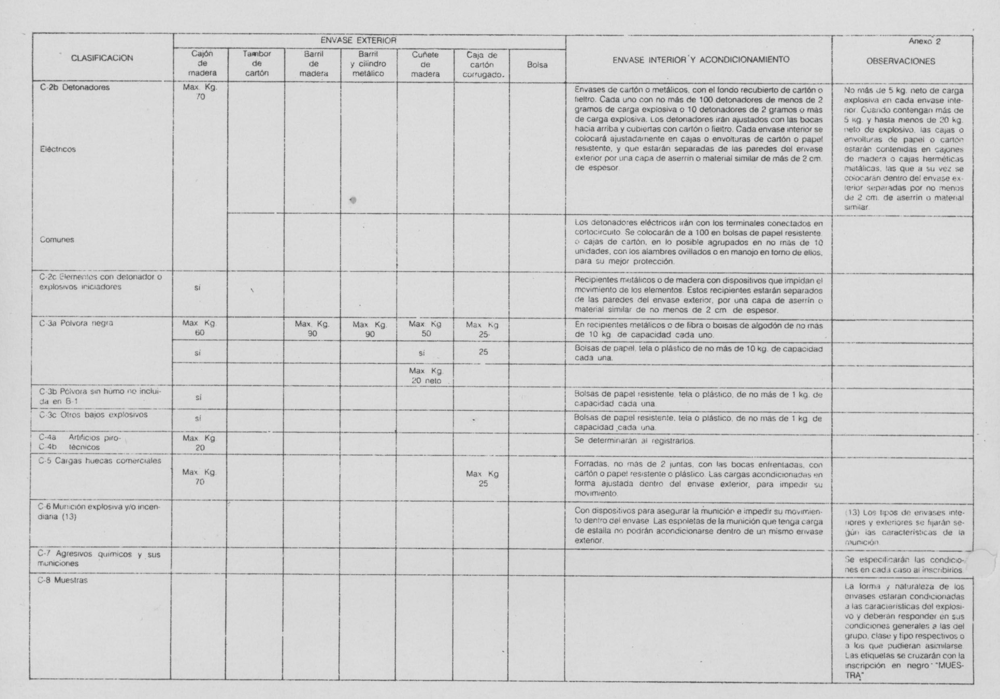 Anexo 2
ENVASE EXTERIOR
CLASIFICACION
Cajón
de
madera
Tambor
de
cartón
Barril
de
madera
Barril
y cilindro
metálico
Cuñete
de
madera
Caja de
cartón
corrugado.
Bolsa
ENVASE INTERIOR Y ACONDICIONAMIENTO
OBSERVACIONES
C-2b Detonadores
Eléctricos
Comunes
Max. Kg.
70
Envases de cartón o metálicos, con el fondo recubierto de cartón o
fieltro. Cada uno con no más de 100 detonadores de menos de 2
gramos de carga explosiva o 10 detonadores de 2 gramos o más
de carga explosiva. Los detonadores irán ajustados con las bocas
hacia arriba y cubiertas con cartón o fieltro. Cada envase interior se
colocará ajustadamente en cajas o envolturas de cartón o papel
resistente, y que estarán separadas de las paredes del envase
exterior por una capa de aserrín o material similar de más de 2 cm.
de espesor.
No más de 5 kg. neto de carga
explosiva en cada envase inte-
rior. Cuando contengan más de
5 kg. y hasta menos de 20 kg.
neto de explosivo, las cajas o
envolturas de papel o cartón
estarán contenidas en cajones
de madera o cajas herméticas
metálicas, las que a su vez se
colocarán dentro del envase ex-
terior separadas por no menos
de 2 cm. de aserrín o material
similar.
Los detonadores eléctricos irán con los terminales conectados en
cortocircuito. Se colocarán de a 100 en bolsas de papel resistente
o cajas de cartón, en lo posible agrupados en no más de 10
unidades, con los alambres ovillados o en manojo en torno de ellos,
para su mejor protección.
C-2c Elementos con detonador o
explosivos iniciadores
sí
Recipientes metálicos o de madera con dispositivos que impidan el
movimiento de los elementos. Estos recipientes estarán separados
de las paredes del envase exterior, por una capa de aserrín o
material similar de no menos de 2 cm. de espesor.
C-3a Polvora negra
Max. Kg.
60
Max. Kg.
90
Max. Kg.
90
Max. Kg
50
Max. Kg
25
En recipientes metálicos o de fibra o bolsas de algodón de no más
de 10 kg. de capacidad cada uno.
sí
sí
25
Bolsas de papel, tela o plástico de no más de 10 kg. de capacidad
cada una.
Max. Kg.
20 neto
C-3b Pólvora sin humo no inclui-
da en B-1
sí
Bolsas de papel resistente, tela o plástico, de no más de 1 kg. de
capacidad cada una.
C-3c Otros bajos explosivos
sí
Bolsas de papel resistente, tela o plástico, de no más de 1 kg. de
capacidad cada una.
C-4a Artificios piro-
C-4b técnicos
Max. Kg
20
Se determinarán al registrarlos.
C-5 Cargas huecas comerciales
Max. Kg.
70
Max Kg
25
Forradas, no más de 2 juntas, con las bocas enfrentadas, con
cartón o papel resistente o plástico. Las cargas acondicionadas en
forma ajustada dentro del envase exterior, para impedir su
movimiento.
C-6 Munición explosiva y/o incen-
diaria (13)
Con dispositivos para asegurar la munición e impedir su movimien-
to dentro del envase. Las espoletas de la munición que tenga carga
de estalla no podrán acondicionarse dentro de un mismo envase
exterior.
(13) Los tipos de envases inte-
riores y exteriores se fijarán se-
gún las características de la
munición.
C-7 Agresivos químicos y sus
municiones
Se especificarán las condicio-
nes en cada caso al inscribirlos.
C-8 Muestras
La forma y naturaleza de los
envases estarán condicionadas
a las características del explosi-
vo y deberán responder en sus
condiciones generales a las del
grupo, clase y tipo respectivos o
a los que pudieran asimilarse.
Las etiquetas se cruzarán con la
inscripción en negro "MUES-
TRA"